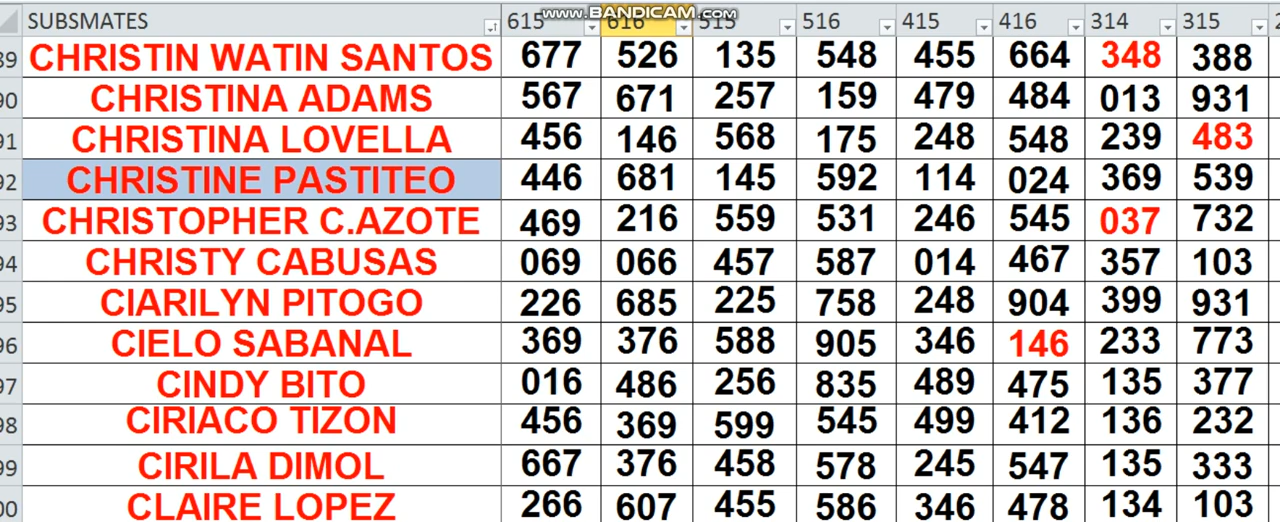 www.BANDICAM.com
SUBSMATES 615 616 515 516 415 416 314 315
89 CHRISTIN WATIN SANTOS 677 526 135 548 455 664 348 388
90 CHRISTINA ADAMS 567 671 257 159 479 484 013 931
91 CHRISTINA LOVELLA 456 146 568 175 248 548 239 483
92 CHRISTINE PASTITEO 446 681 145 592 114 024 369 539
93 CHRISTOPHER C.AZOTE 469 216 559 531 246 545 037 732
94 CHRISTY CABUSAS 069 066 457 587 014 467 357 103
95 CIARILYN PITOGO 226 685 225 758 248 904 399 931
96 CIELO SABANAL 369 376 588 905 346 146 233 773
97 CINDY BITO 016 486 256 835 489 475 135 377
98 CIRIACO TIZON 456 369 599 545 499 412 136 232
99 CIRILA DIMOL 667 376 458 578 245 547 135 333
00 CLAIRE LOPEZ 266 607 455 586 346 478 134 103